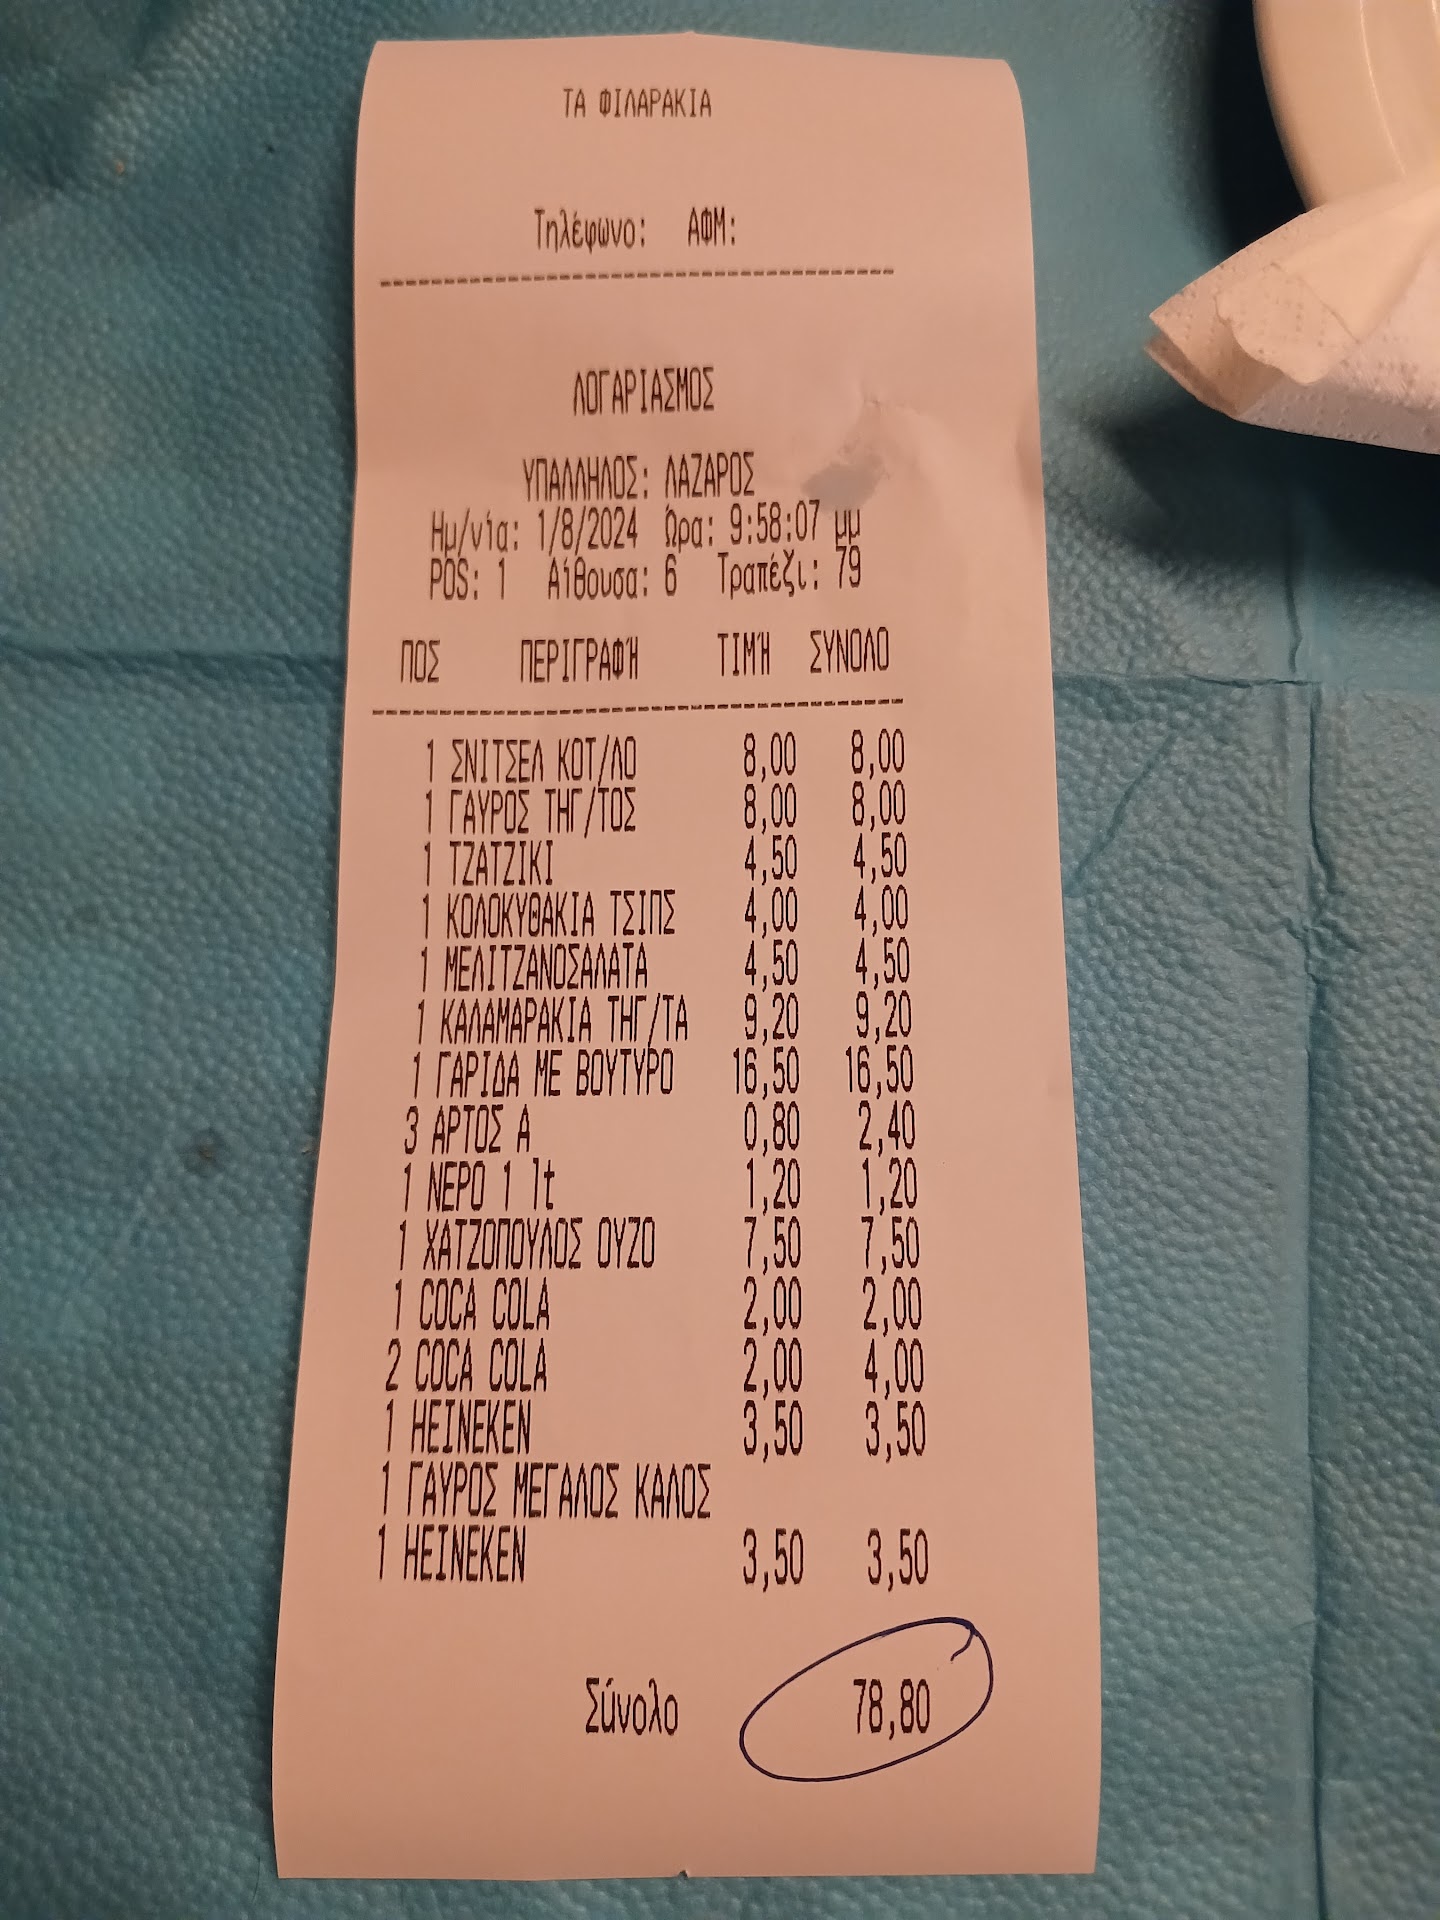 ΤΑ ΦΙΛΑΡΑΚΙΑ
Τηλέφωνο: ΑΦΜ:
ΛΟΓΑΡΙΑΣΜΟΣ
ΥΠΑΛΛΗΛΟΣ: ΛΑΖΑΡΟΣ
Ημ/νία: 1/8/2024 Ώρα: 9:58:07 μμ
POS: 1 Αίθουσα: 6 Τραπέζι: 79
ΠΟΣ ΠΕΡΙΓΡΑΦΉ ΤΙΜΉ ΣΥΝΟΛΟ
1 ΣΝΙΤΣΕΛ ΚΟΤ/ΛΟ 8,00 8,00
1 ΓΑΥΡΟΣ ΤΗΓ/ΤΟΣ 8,00 8,00
1 ΤΖΑΤΖΙΚΙ 4,50 4,50
1 ΚΟΛΟΚΥΘΑΚΙΑ ΤΣΙΠΣ 4,00 4,00
1 ΜΕΛΙΤΖΑΝΟΣΑΛΑΤΑ 4,50 4,50
1 ΚΑΛΑΜΑΡΑΚΙΑ ΤΗΓ/ΤΑ 9,20 9,20
1 ΓΑΡΙΔΑ ΜΕ ΒΟΥΤΥΡΟ 16,50 16,50
3 ΑΡΤΟΣ Α 0,80 2,40
1 ΝΕΡΟ 1 lt 1,20 1,20
1 ΧΑΤΖΟΠΟΥΛΟΣ ΟΥΖΟ 7,50 7,50
1 COCA COLA 2,00 2,00
2 COCA COLA 2,00 4,00
1 HEINEKEN 3,50 3,50
1 ΓΑΥΡΟΣ ΜΕΓΑΛΟΣ ΚΑΛΟΣ
1 HEINEKEN 3,50 3,50
Σύνολο 78,80